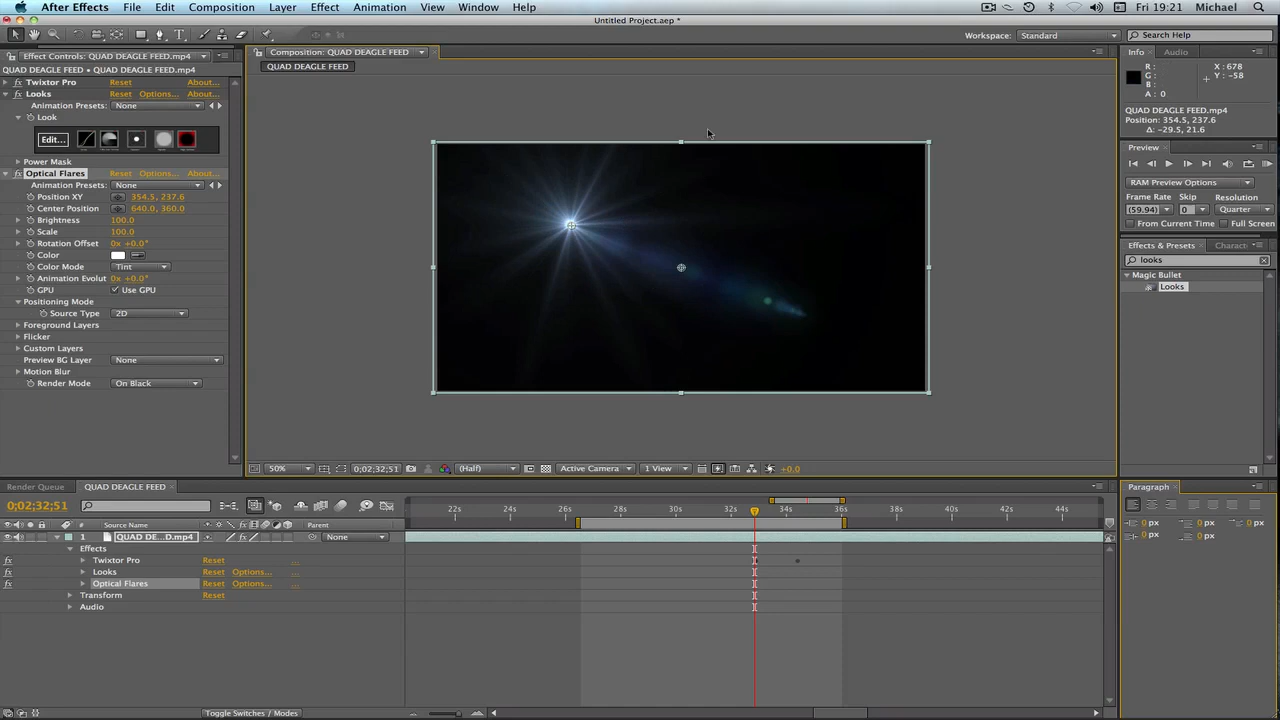 After Effects File Edit Composition Layer Effect Animation View Window Help Fri 19:21 Michael
Untitled Project.aep *
Workspace: Standard Search Help
Effect Controls: QUAD DEAGLE FEED.mp4
Composition: QUAD DEAGLE FEED
Info Audio
QUAD DEAGLE FEED • QUAD DEAGLE FEED.mp4
QUAD DEAGLE FEED
Twixtor Pro Reset About...
Looks Reset Options... About...
Animation Presets: None
Look
Edit...
Power Mask
Optical Flares Reset Options... About...
Animation Presets: None
Position XY 354.5, 237.6
Center Position 640.0, 360.0
Brightness 100.0
Scale 100.0
Rotation Offset 0x +0.0°
Color
Color Mode Tint
Animation Evolut 0x +0.0°
GPU Use GPU
Positioning Mode
Source Type 2D
Foreground Layers
Flicker
Custom Layers
Preview BG Layer None
Motion Blur
Render Mode On Black
R :
G :
B :
A : 0
X : 678
Y : -58
QUAD DEAGLE FEED.mp4
Position: 354.5, 237.6
Δ: -29.5, 21.6
Preview
RAM Preview Options
Frame Rate Skip Resolution
(59.94) 0 Quarter
From Current Time Full Screen
Effects & Presets Charact
looks
Magic Bullet
Looks
50% 0;02;32;51 (Half) Active Camera 1 View +0.0
Render Queue QUAD DEAGLE FEED
0;02;32;51
22s 24s 26s 28s 30s 32s 34s 36s 38s 40s 42s 44s
# Source Name Parent
1 QUAD DE...D.mp4 None
Effects
Twixtor Pro Reset ...
Looks Reset Options... ...
Optical Flares Reset Options... ...
Transform Reset
Audio
Toggle Switches / Modes
Paragraph
0 px 0 px 0 px
0 px 0 px